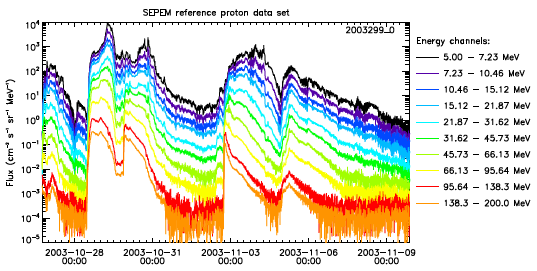 SEPEM reference proton data set
2003299_0
Flux (cm⁻² s⁻¹ sr⁻¹ MeV⁻¹)
10⁴
10³
10²
10¹
10⁰
10⁻¹
10⁻²
10⁻³
10⁻⁴
10⁻⁵
2003-10-28 2003-10-31 2003-11-03 2003-11-06 2003-11-09
00:00 00:00 00:00 00:00 00:00
Energy channels:
5.00 - 7.23 MeV
7.23 - 10.46 MeV
10.46 - 15.12 MeV
15.12 - 21.87 MeV
21.87 - 31.62 MeV
31.62 - 45.73 MeV
45.73 - 66.13 MeV
66.13 - 95.64 MeV
95.64 - 138.3 MeV
138.3 - 200.0 MeV